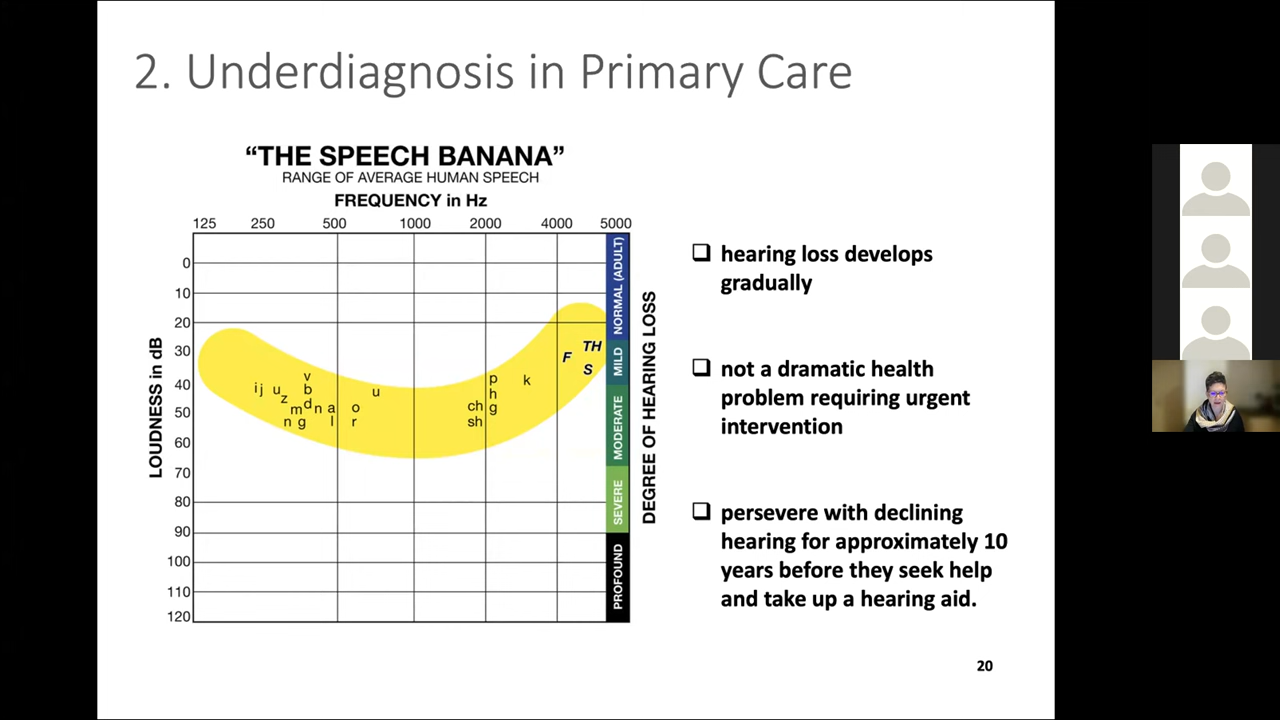 2. Underdiagnosis in Primary Care
“THE SPEECH BANANA”
RANGE OF AVERAGE HUMAN SPEECH
FREQUENCY in Hz
125 250 500 1000 2000 4000 5000
LOUDNESS in dB
0
10
20
30
40
50
60
70
80
90
100
110
120
i j u z v b m d n a n g l
u o r
p h ch g sh k
F TH S
NORMAL (ADULT)
MILD
MODERATE
SEVERE
PROFOUND
DEGREE OF HEARING LOSS
hearing loss develops
gradually
not a dramatic health
problem requiring urgent
intervention
persevere with declining
hearing for approximately 10
years before they seek help
and take up a hearing aid.
20